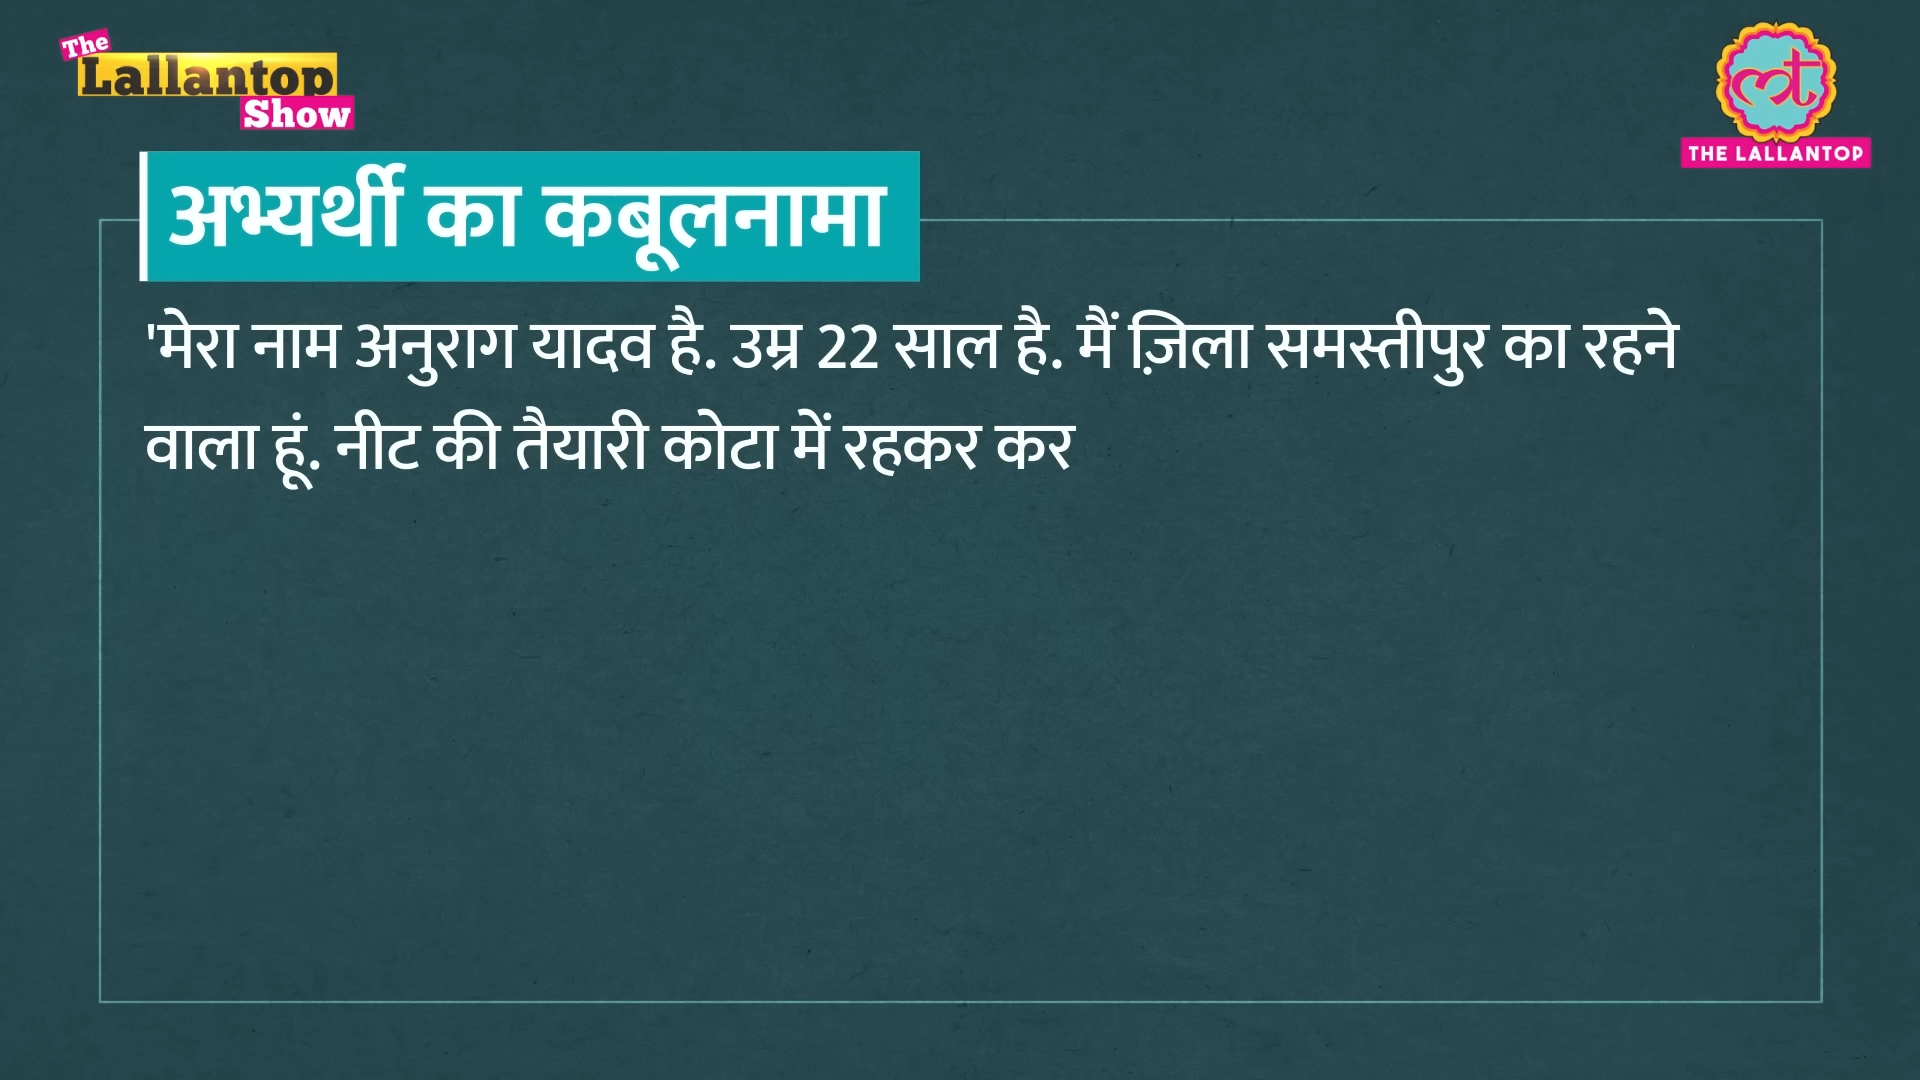 The
Lallantop
Show
THE LALLANTOP
अभ्यर्थी का कबूलनामा
'मेरा नाम अनुराग यादव है. उम्र 22 साल है. मैं ज़िला समस्तीपुर का रहने
वाला हूं. नीट की तैयारी कोटा में रहकर कर